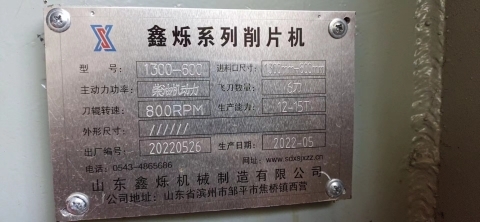 鑫烁系列削片机
型 号: 1300-600 进料口尺寸:
主动力功率: 柴油机动力 飞刀数量: 6刀
刀辊转速: 800RPM 生产能力: 12-15T
外形尺寸: ////// 网址:www.sdxsjxzz.cn
出厂编号: 20220526 生产日期: 2022-05
电话:0543-4865686
山东鑫烁机械制造有限公司
公司地址:山东省滨州市邹平市焦桥镇西营